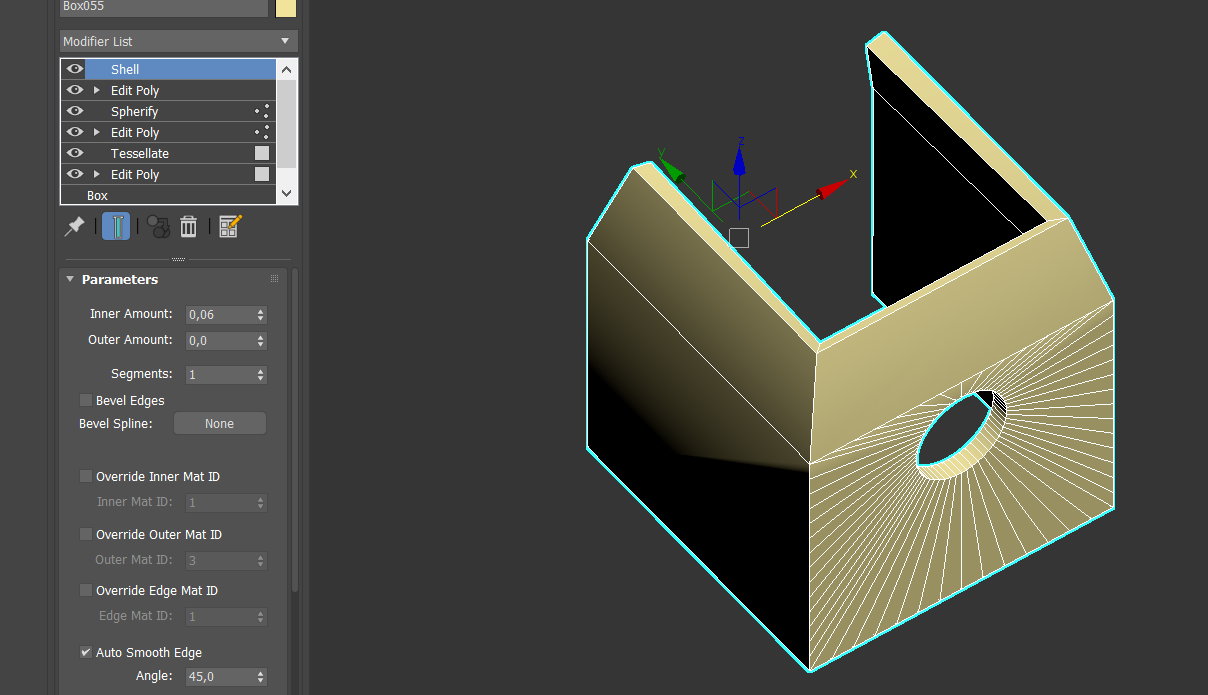 Box055
Modifier List
Shell
Edit Poly
Spherify
Edit Poly
Tessellate
Edit Poly
Box
Parameters
Inner Amount: 0,06
Outer Amount: 0,0
Segments: 1
Bevel Edges
Bevel Spline: None
Override Inner Mat ID
Inner Mat ID: 1
Override Outer Mat ID
Outer Mat ID: 3
Override Edge Mat ID
Edge Mat ID: 1
Auto Smooth Edge
Angle: 45,0
z
y
x